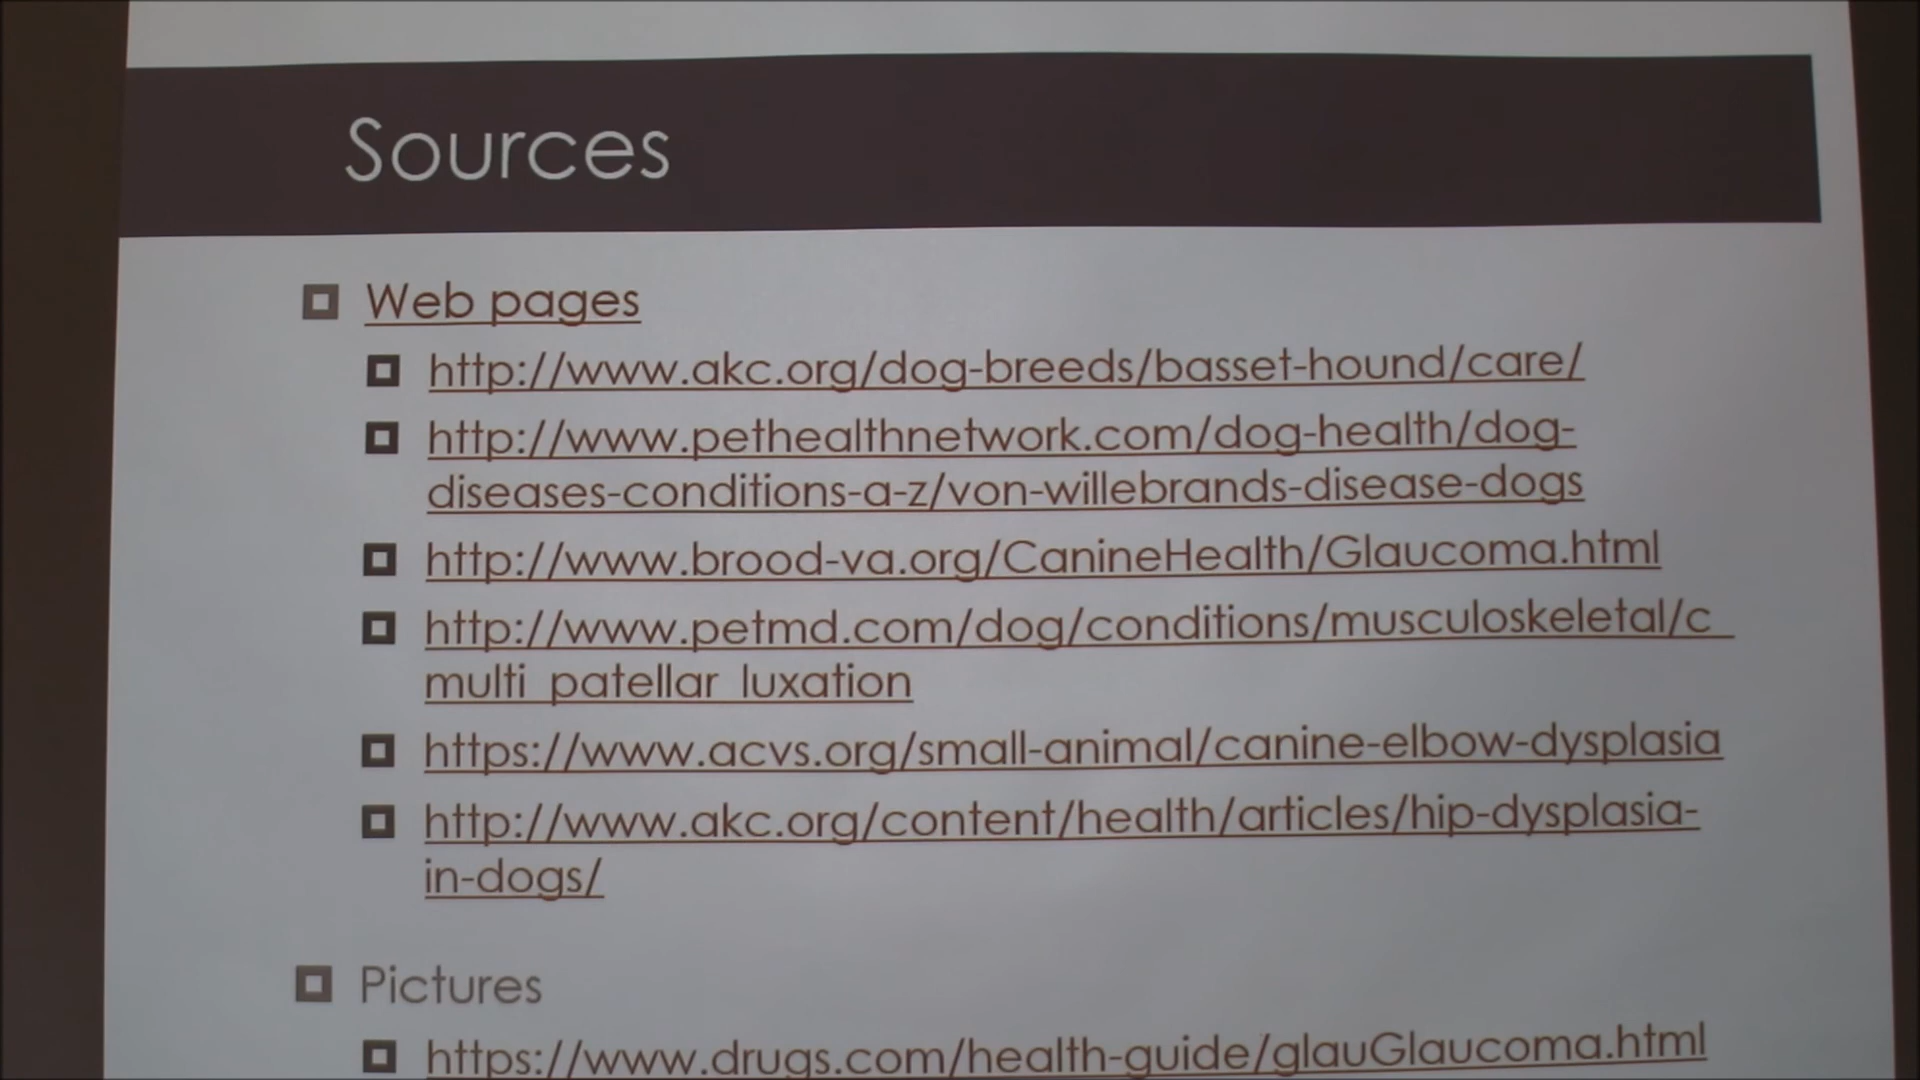 Sources
Web pages
http://www.akc.org/dog-breeds/basset-hound/care/
http://www.pethealthnetwork.com/dog-health/dog-
diseases-conditions-a-z/von-willebrands-disease-dogs
http://www.brood-va.org/CanineHealth/Glaucoma.html
http://www.petmd.com/dog/conditions/musculoskeletal/c_
multi_patellar_luxation
https://www.acvs.org/small-animal/canine-elbow-dysplasia
http://www.akc.org/content/health/articles/hip-dysplasia-
in-dogs/
Pictures
https://www.drugs.com/health-guide/glauGlaucoma.html